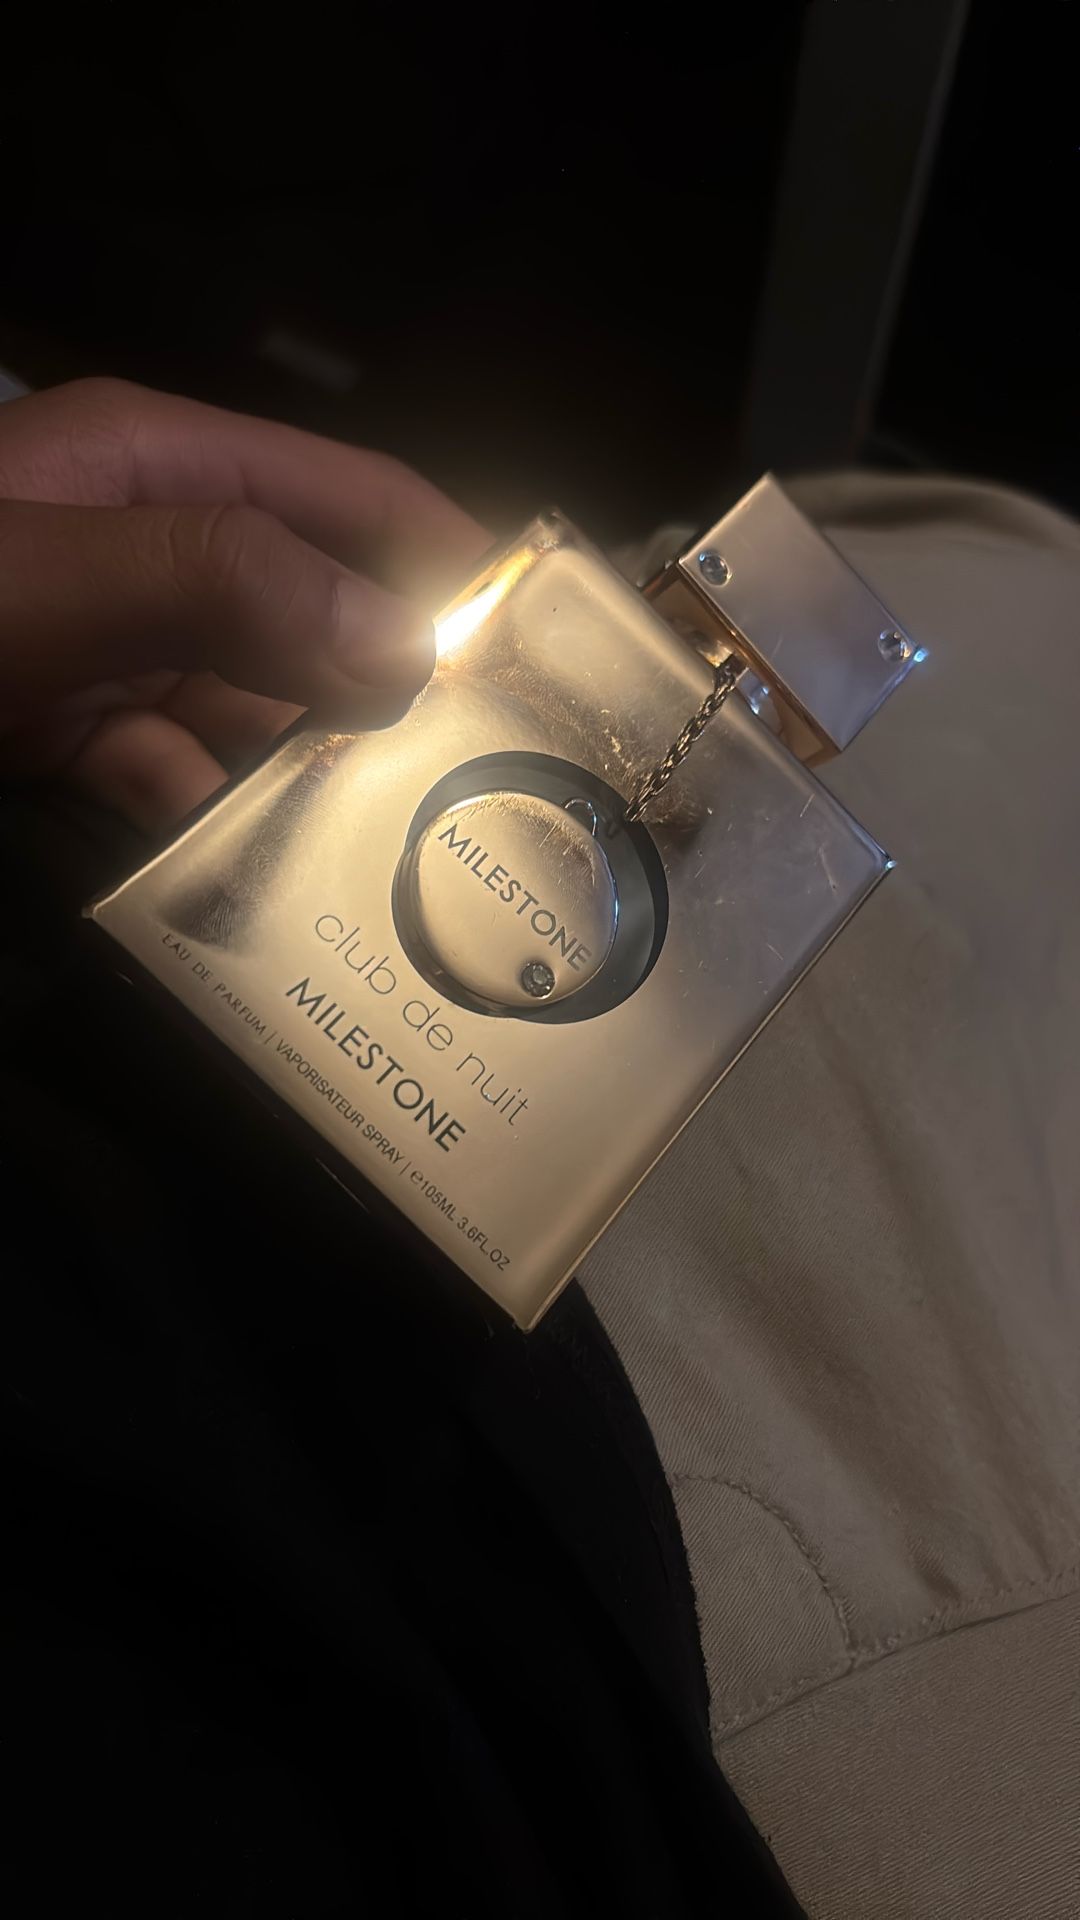 MILESTONE
club de nuit
MILESTONE
EAU DE PARFUM | VAPORISATEUR SPRAY | ℮105ML 3.6FL.OZ